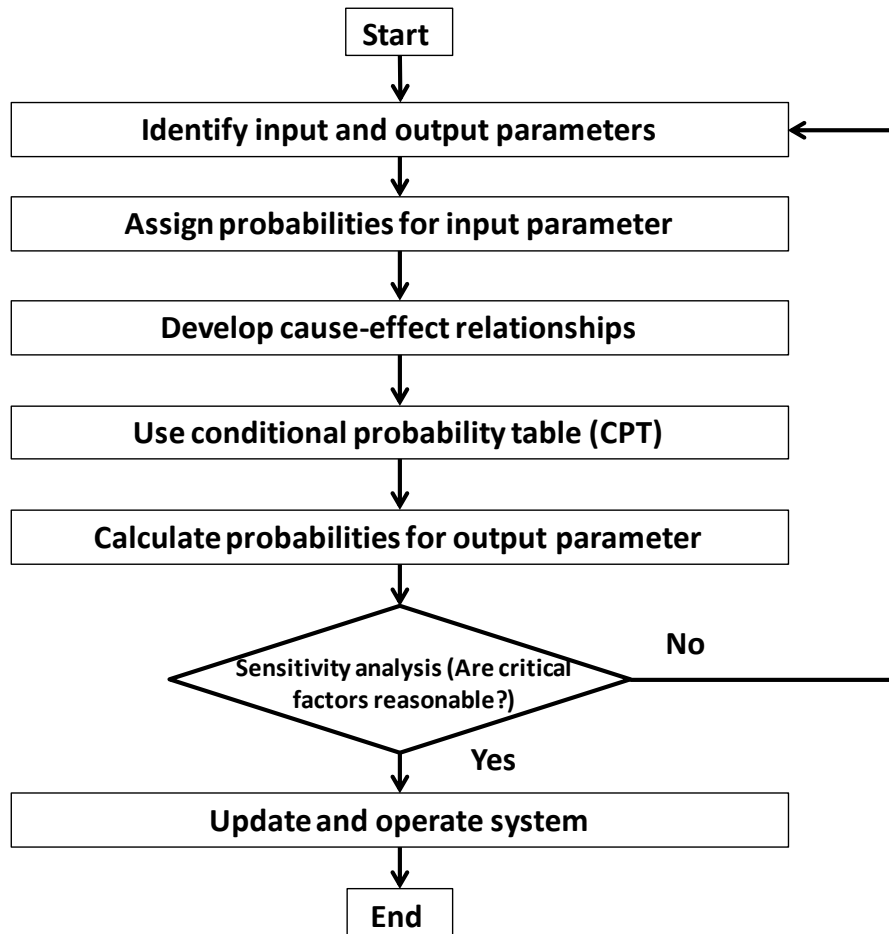 Start
Identify input and output parameters
Assign probabilities for input parameter
Develop cause-effect relationships
Use conditional probability table (CPT)
Calculate probabilities for output parameter
Sensitivity analysis (Are critical
factors reasonable?)
No
Yes
Update and operate system
End